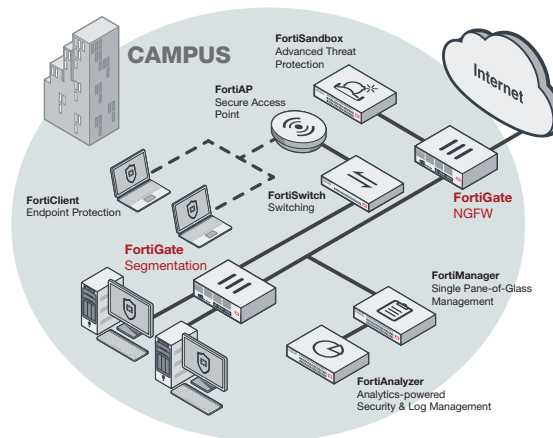 CAMPUS
FortiSandbox
Advanced Threat
Protection
Internet
FortiAP
Secure Access
Point
FortiClient
Endpoint Protection
FortiSwitch
Switching
FortiGate
NGFW
FortiGate
Segmentation
FortiManager
Single Pane-of-Glass
Management
FortiAnalyzer
Analytics-powered
Security & Log Management